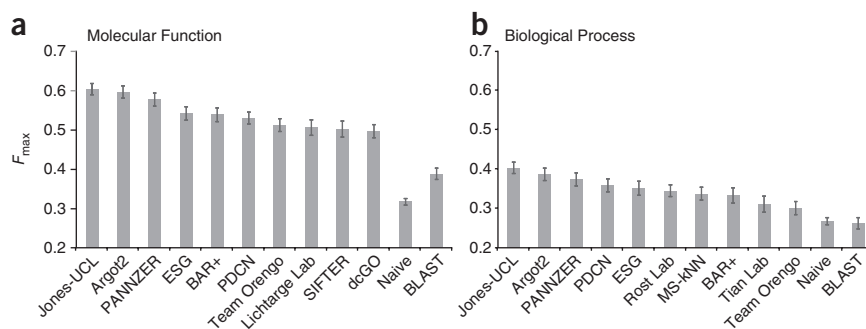 a
Molecular Function
0.7
0.6
0.5
0.4
0.3
0.2
Fmax
Jones-UCL
Argot2
PANNZER
ESG
BAR+
PDCN
Team Orengo
Lichtarge Lab
SIFTER
dcGO
Naive
BLAST
b
Biological Process
0.7
0.6
0.5
0.4
0.3
0.2
Jones-UCL
Argot2
PANNZER
PDCN
ESG
Rost Lab
MS-kNN
BAR+
Tian Lab
Team Orengo
Naive
BLAST